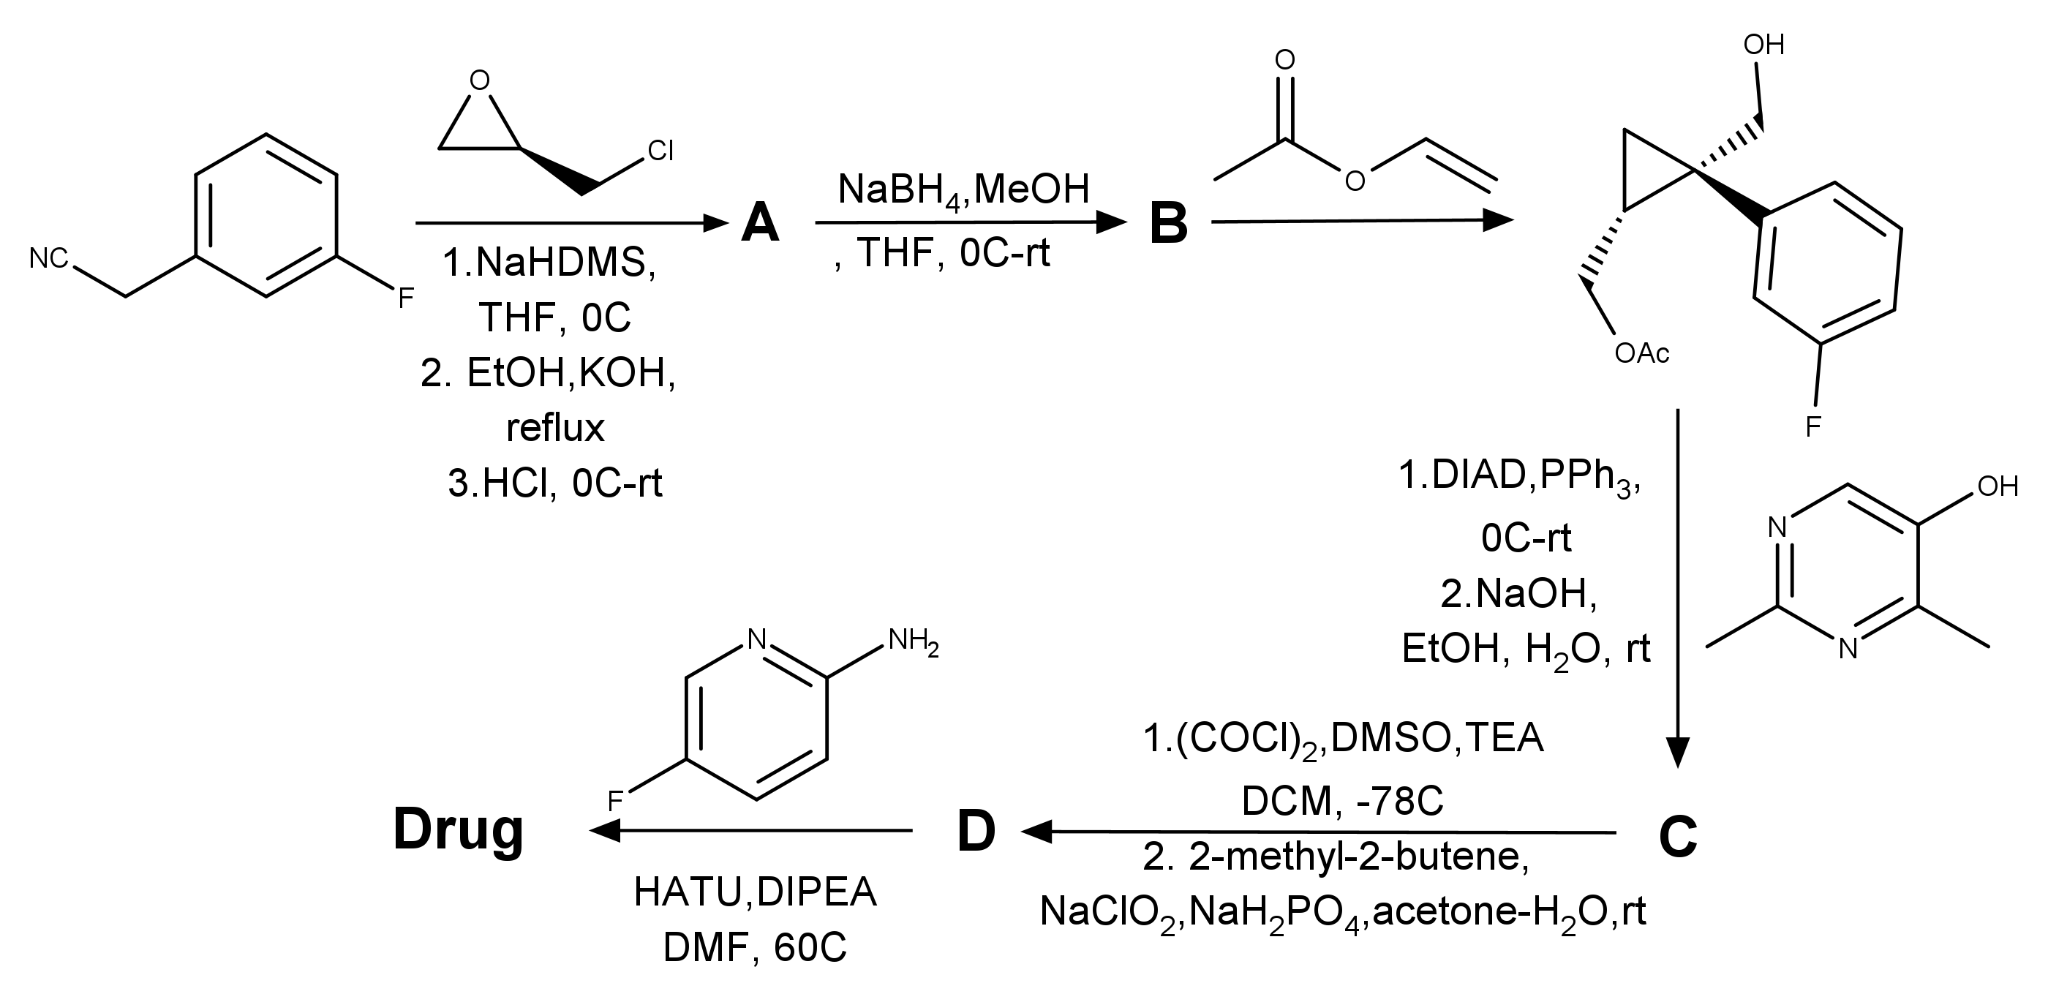 O
Cl
NC
F
1.NaHDMS,
THF, 0C
2. EtOH,KOH,
reflux
3.HCl, 0C-rt
A
NaBH4,MeOH
, THF, 0C-rt
B
O
O
OH
OAc
F
1.DIAD,PPh3,
0C-rt
2.NaOH,
EtOH, H2O, rt
N
OH
N
C
1.(COCl)2,DMSO,TEA
DCM, -78C
2. 2-methyl-2-butene,
NaClO2,NaH2PO4,acetone-H2O,rt
D
N
NH2
F
HATU,DIPEA
DMF, 60C
Drug